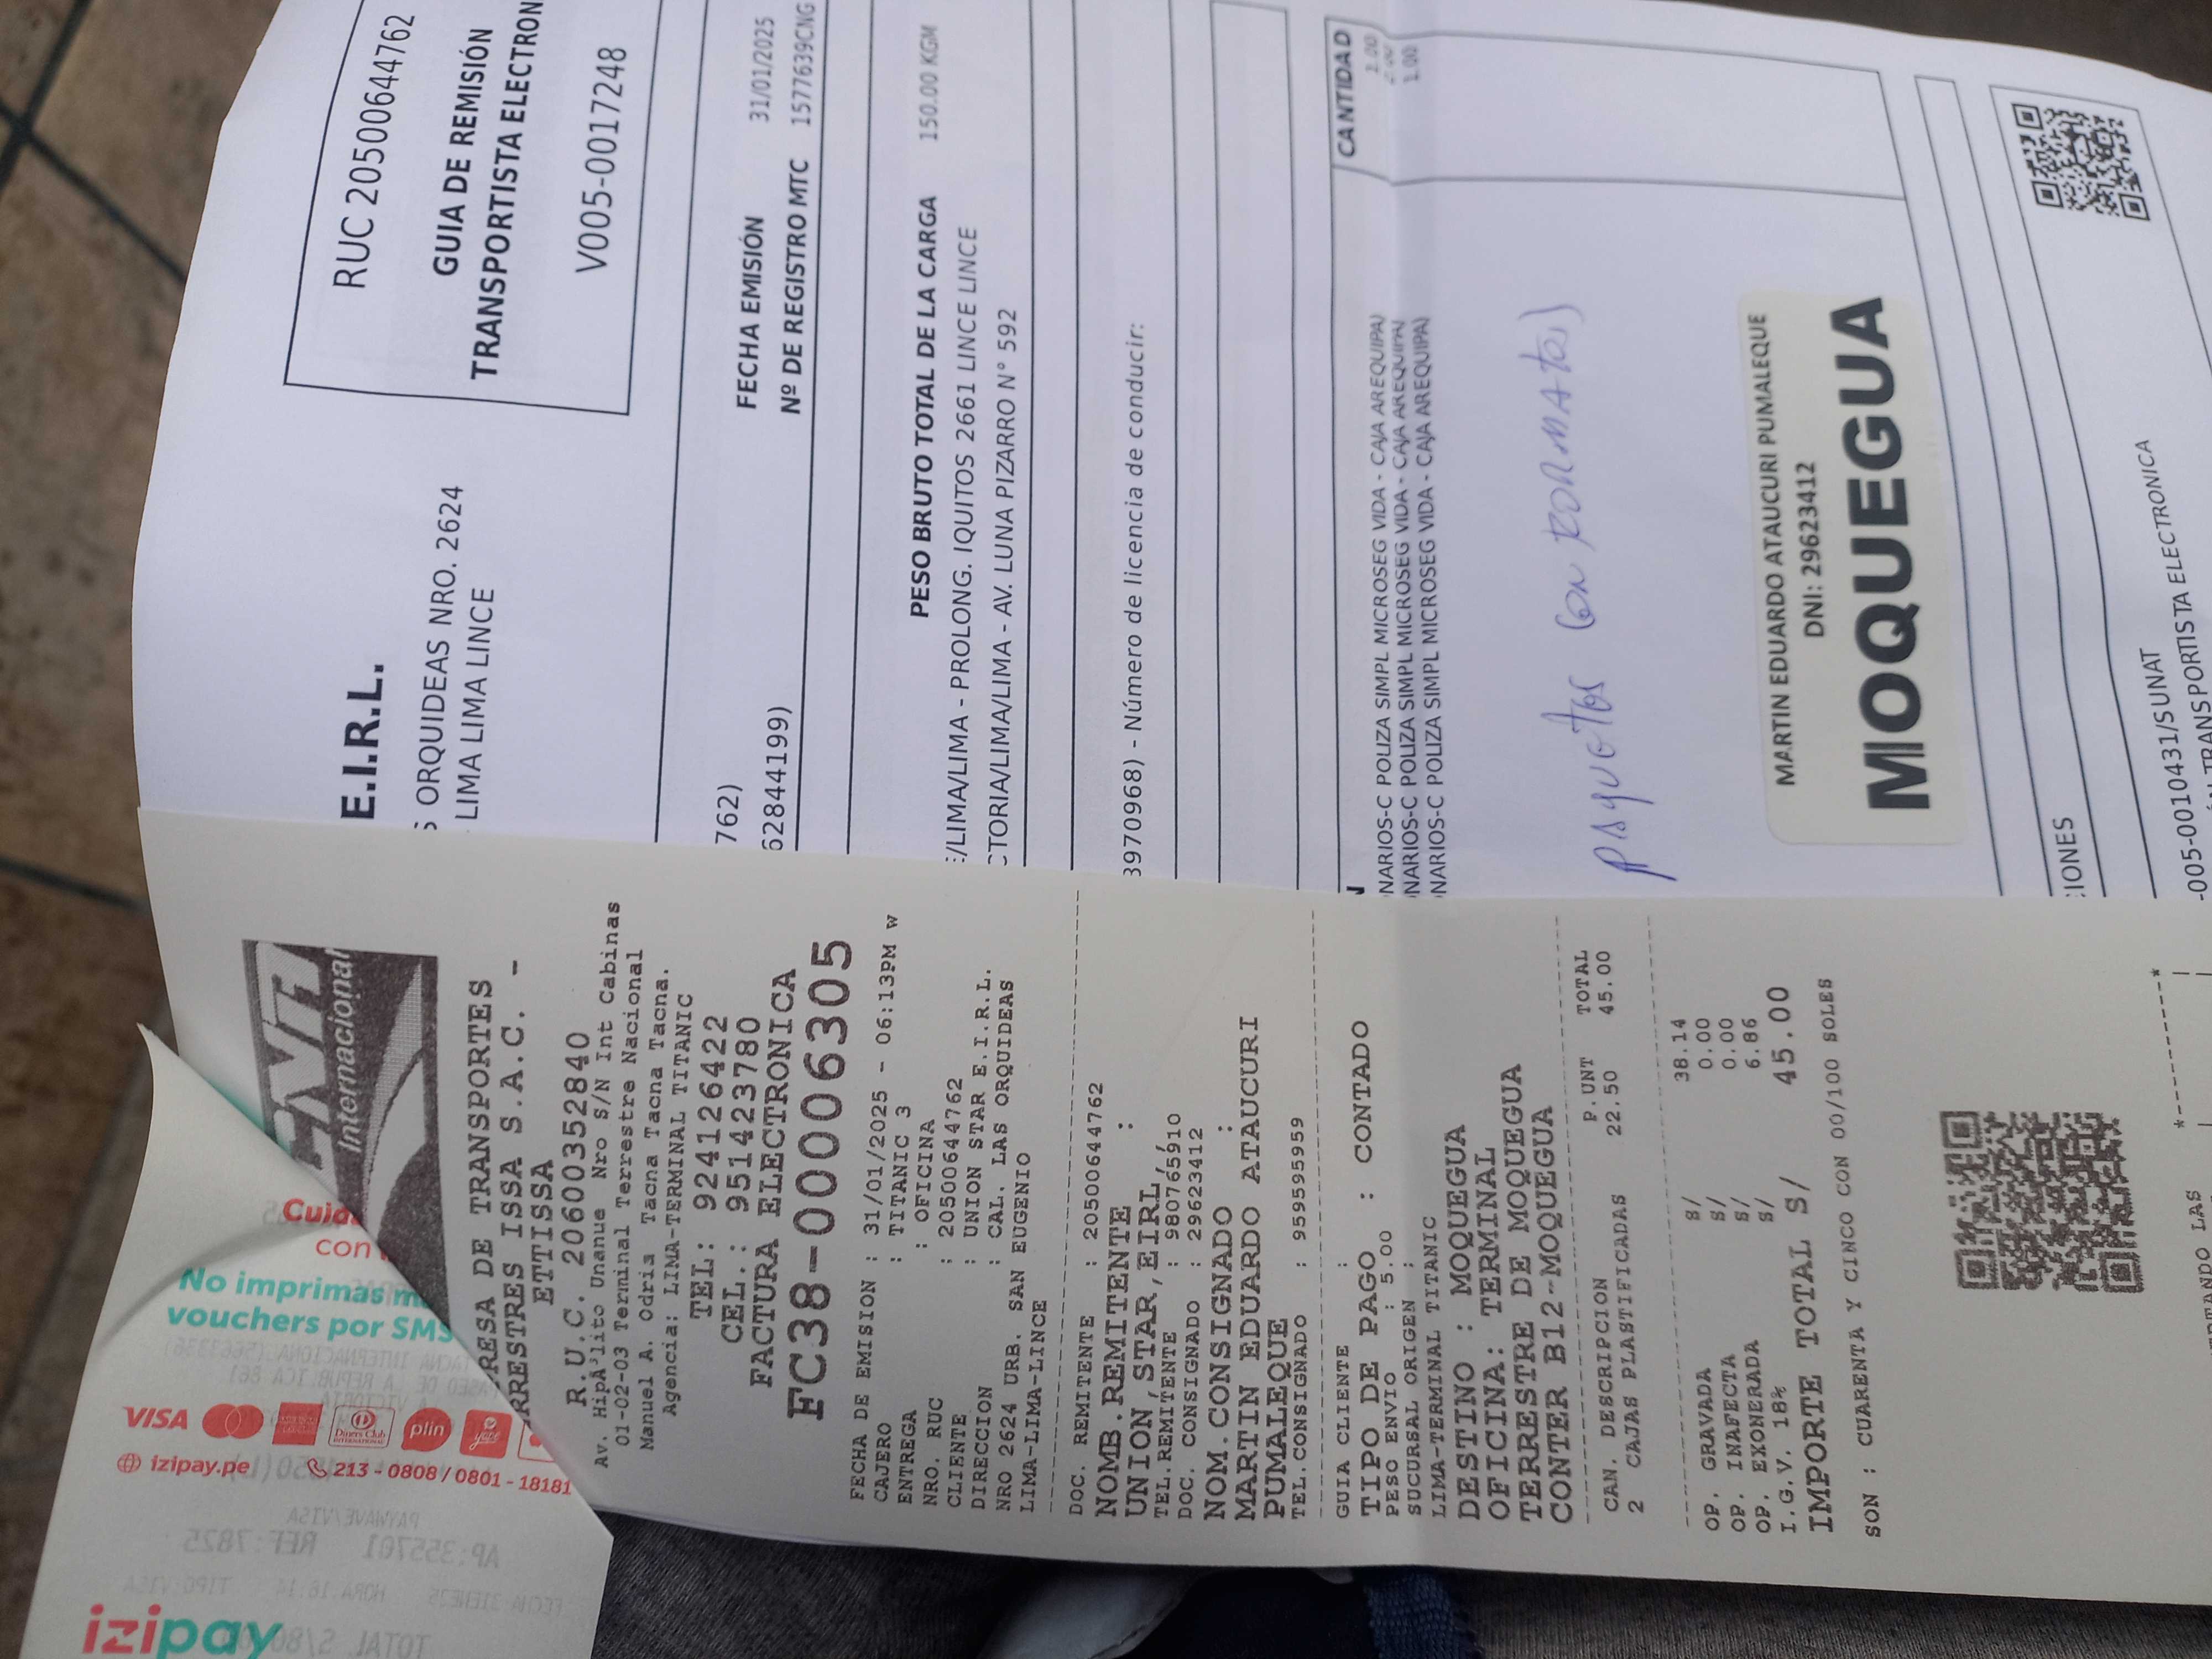 RUC 20500644762
GUIA DE REMISIÓN
TRANSPORTISTA ELECTRON
V005-0017248
E.I.R.L.
S ORQUIDEAS NRO. 2624
LIMA LIMA LINCE
762)
62844199)
FECHA EMISIÓN 31/01/2025
Nº DE REGISTRO MTC 1577639CNG
PESO BRUTO TOTAL DE LA CARGA 150.00 KGM
E/LIMA/LIMA - PROLONG. IQUITOS 2661 LINCE LINCE
CTORIA/LIMA/LIMA - AV. LUNA PIZARRO N° 592
3970968) - Número de licencia de conducir:
CANTIDAD
NARIOS-C POLIZA SIMPL MICROSEG VIDA - CAJA AREQUIPA) 1.00
NARIOS-C POLIZA SIMPL MICROSEG VIDA - CAJA AREQUIPA)
NARIOS-C POLIZA SIMPL MICROSEG VIDA - CAJA AREQUIPA) 1.00
paquetes con FORMATOS)
MARTIN EDUARDO ATAUCURI PUMALEQUE
DNI: 29623412
MOQUEGUA
IONES
-005-0010431/SUNAT
TRANSPORTISTA ELECTRONICA
Internacional
RESA DE TRANSPORTES
RRESTRES ISSA S.A.C. -
ETTISSA
R.U.C. 20600352840
Av. HipÃ³lito Unanue Nro S/N Int Cabinas
01-02-03 Terminal Terrestre Nacional
Manuel A. Odria Tacna Tacna Tacna.
Agencia: LIMA-TERMINAL TITANIC
TEL: 924126422
CEL.: 951423780
FACTURA ELECTRONICA
FC38-0006305
FECHA DE EMISION : 31/01/2025 - 06:13PM w
CAJERO : TITANIC 3
ENTREGA : OFICINA
NRO. RUC : 20500644762
CLIENTE : UNION STAR E.I.R.L.
DIRECCION : CAL. LAS ORQUIDEAS
NRO 2624 URB. SAN EUGENIO
LIMA-LIMA-LINCE
DOC. REMITENTE : 20500644762
NOMB.REMITENTE :
UNION,STAR,EIRL,,
TEL.REMITENTE : 980765910
DOC. CONSIGNADO : 29623412
NOM.CONSIGNADO :
MARTIN EDUARDO ATAUCURI
PUMALEQUE
TEL.CONSIGNADO : 959595959
GUIA CLIENTE :
TIPO DE PAGO : CONTADO
PESO ENVIO : 5.00
SUCURSAL ORIGEN :
LIMA-TERMINAL TITANIC
DESTINO : MOQUEGUA
OFICINA: TERMINAL
TERRESTRE DE MOQUEGUA
CONTER B12-MOQUEGUA
CAN. DESCRIPCION P.UNT TOTAL
2 CAJAS PLASTIFICADAS 22.50 45.00
OP. GRAVADA S/ 38.14
OP. INAFECTA S/ 0.00
OP. EXONERADA S/ 0.00
I.G.V. 18% S/ 6.86
IMPORTE TOTAL S/ 45.00
SON : CUARENTA Y CINCO CON 00/100 SOLES
LAS
Cuid
con
No imprimas m
vouchers por SMS
VISA
Diners Club
plin
yape
izipay.pe
213 - 0808 / 0801 - 18181
izipay